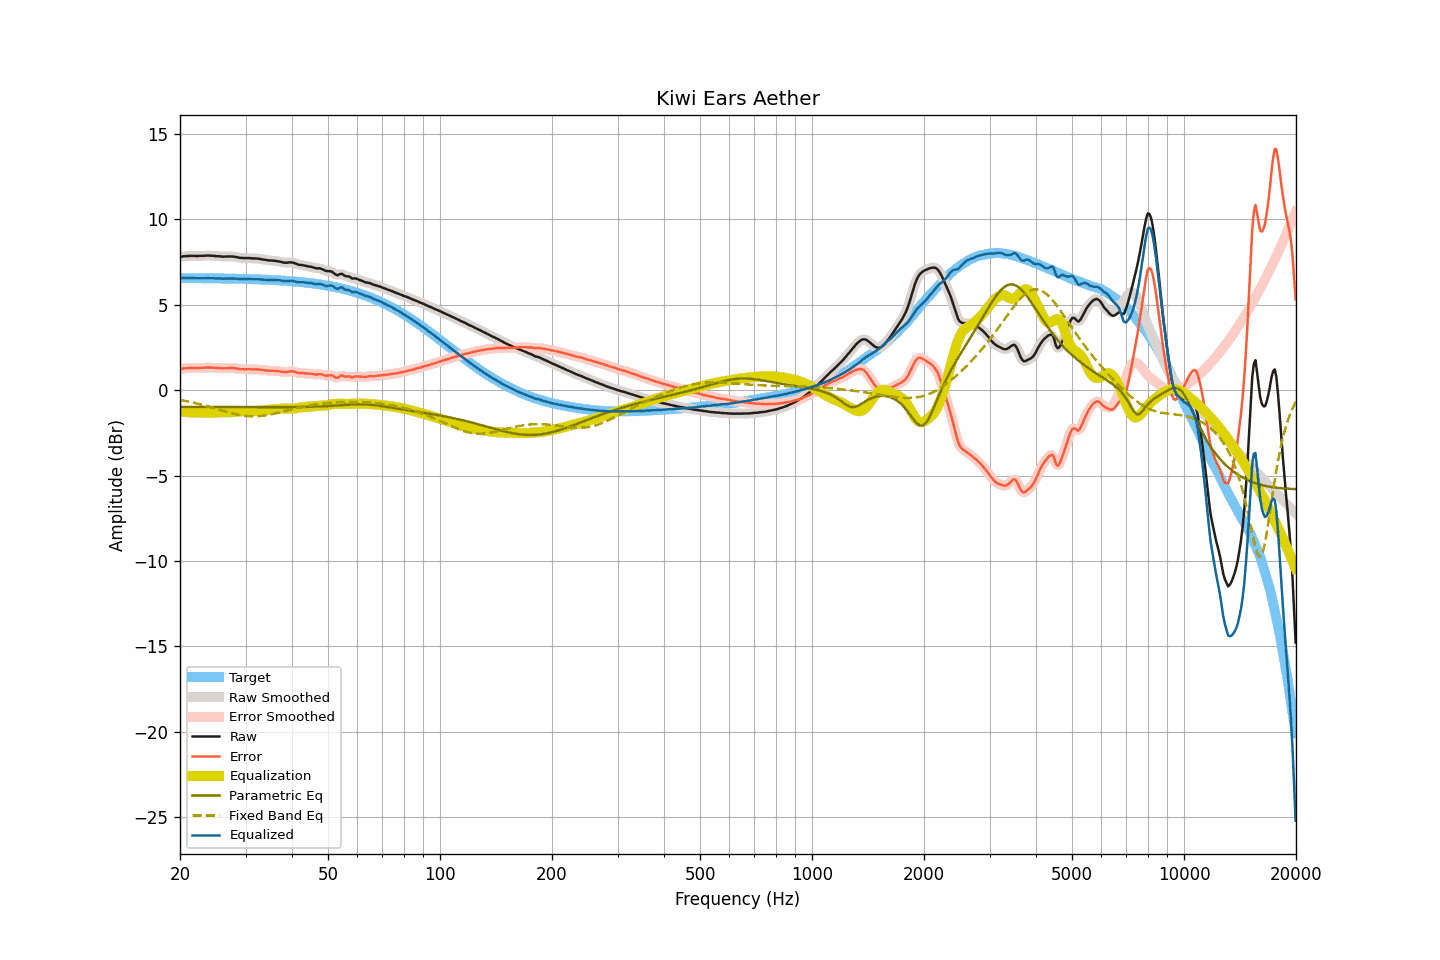 Kiwi Ears Aether
15
10
5
0
−5
−10
−15
−20
−25
Amplitude (dBr)
Target
Raw Smoothed
Error Smoothed
Raw
Error
Equalization
Parametric Eq
Fixed Band Eq
Equalized
20 50 100 200 500 1000 2000 5000 10000 20000
Frequency (Hz)